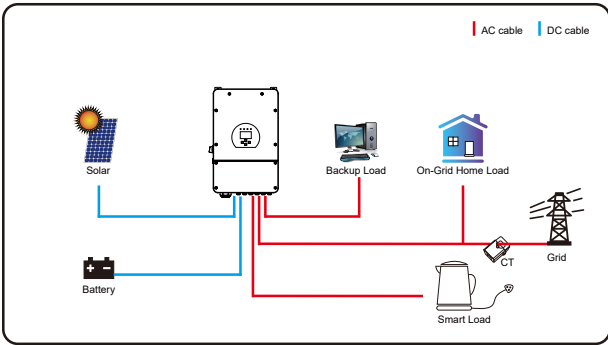 AC cable
DC cable
Solar
Backup Load
On-Grid Home Load
Grid
CT
Battery
Smart Load